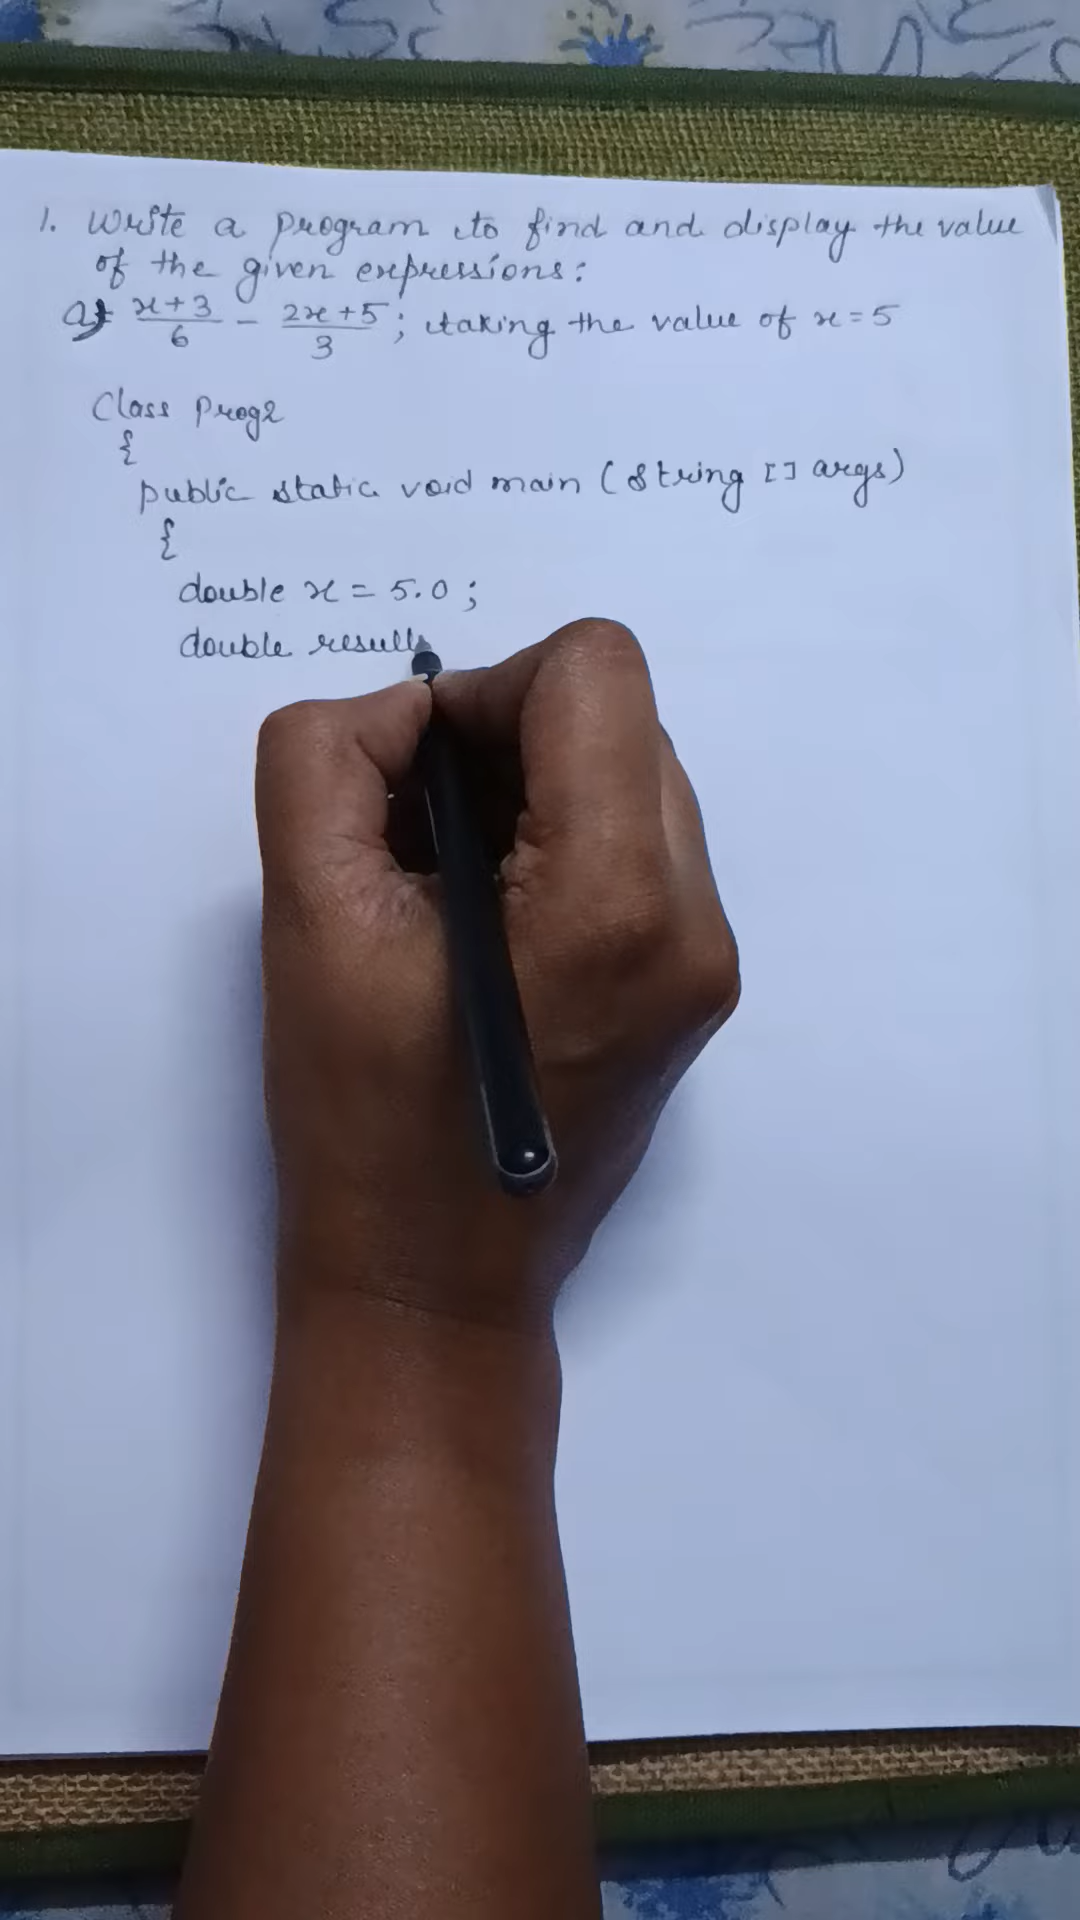 1. Write a program to find and display the value
of the given expressions:
a) x+3/6 - 2x+5/3; taking the value of x=5
Class Prog2
{
public static void main (String [] args)
{
double x = 5.0;
double result